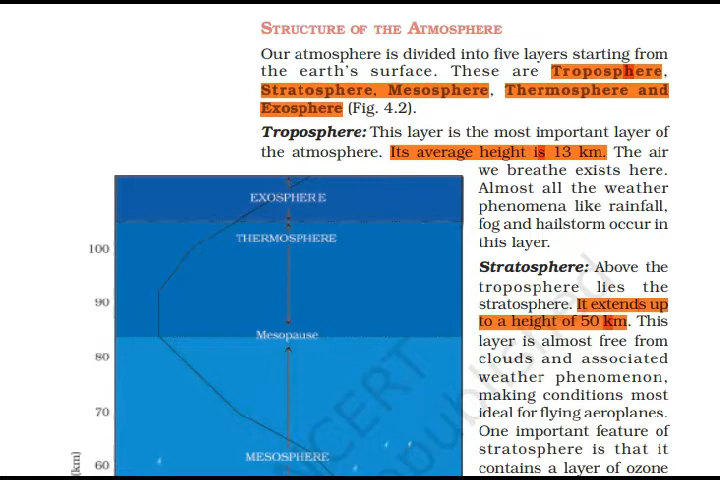 STRUCTURE OF THE ATMOSPHERE
Our atmosphere is divided into five layers starting from
the earth's surface. These are Troposphere,
Stratosphere, Mesosphere, Thermosphere and
Exosphere (Fig. 4.2).
Troposphere: This layer is the most important layer of
the atmosphere. Its average height is 13 km. The air
we breathe exists here.
Almost all the weather
phenomena like rainfall,
fog and hailstorm occur in
this layer.
Stratosphere: Above the
troposphere lies the
stratosphere. It extends up
to a height of 50 km. This
layer is almost free from
clouds and associated
weather phenomenon,
making conditions most
ideal for flying aeroplanes.
One important feature of
stratosphere is that it
contains a layer of ozone
EXOSPHERE
THERMOSPHERE
100
90
Mesopause
80
70
MESOSPHERE
60
(km)
NCERT